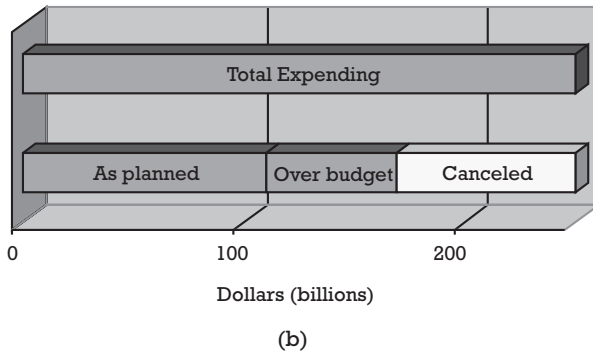 Total Expending
As planned Over budget Canceled
0 100 200
Dollars (billions)
(b)